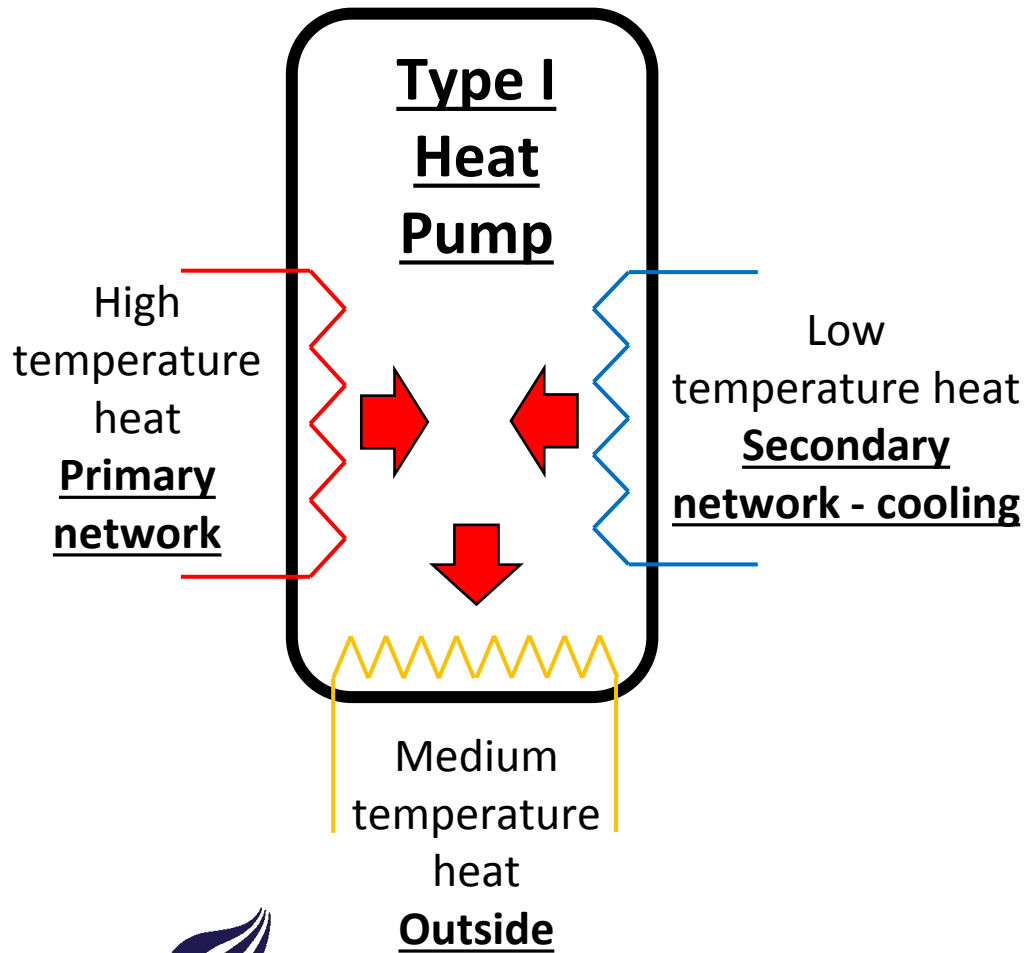 Type I
Heat
Pump
High
temperature
heat
Primary
network
Low
temperature heat
Secondary
network - cooling
Medium
temperature
heat
Outside